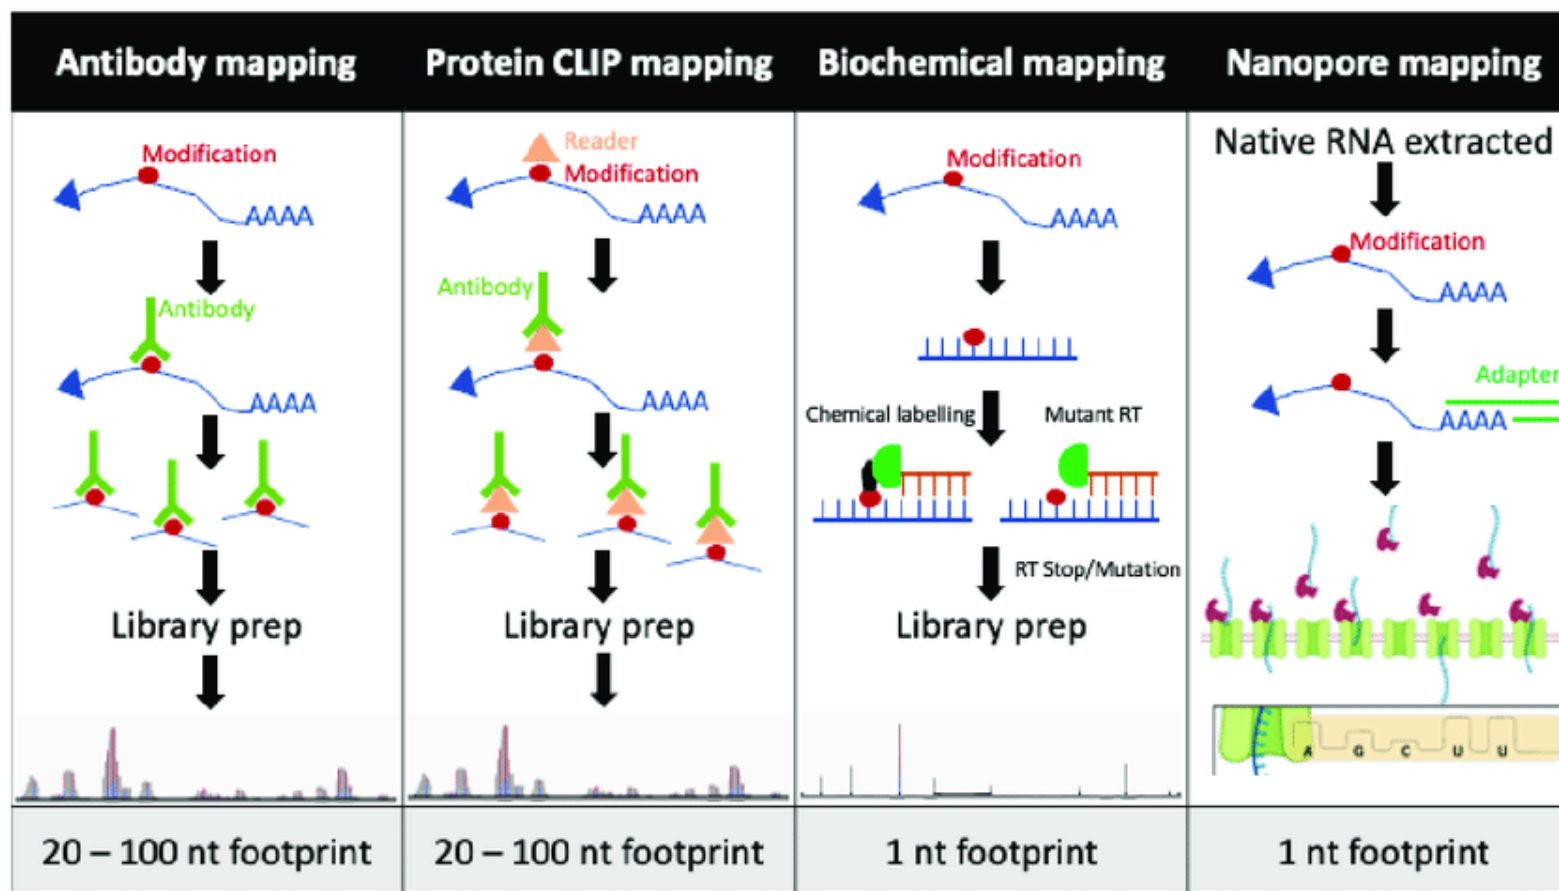 Antibody mapping
Modification
AAAA
Antibody
AAAA
Library prep
20 – 100 nt footprint
Protein CLIP mapping
Reader
Modification
AAAA
Antibody
AAAA
Library prep
20 – 100 nt footprint
Biochemical mapping
Modification
AAAA
Chemical labelling
Mutant RT
RT Stop/Mutation
Library prep
1 nt footprint
Nanopore mapping
Native RNA extracted
Modification
AAAA
Adapter
AAAA
A G C U U
1 nt footprint